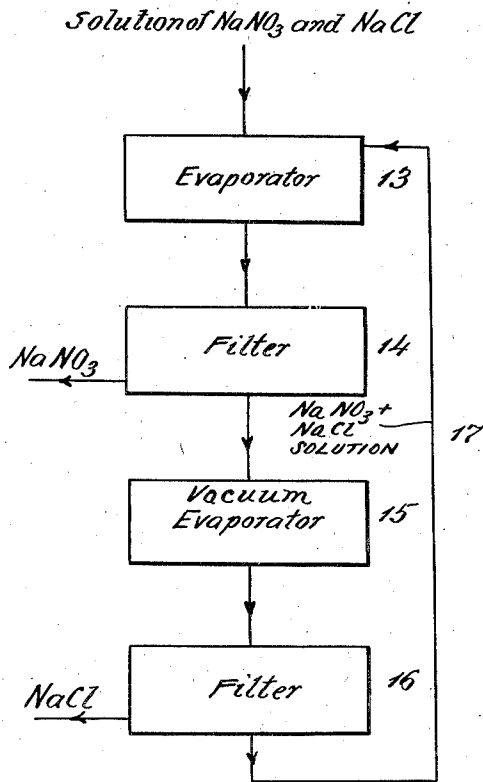 Solution of NaNO3 and NaCl
Evaporator 13
Filter 14
NaNO3
NaNO3 +
NaCl
SOLUTION
17
Vacuum
Evaporator 15
Filter 16
NaCl